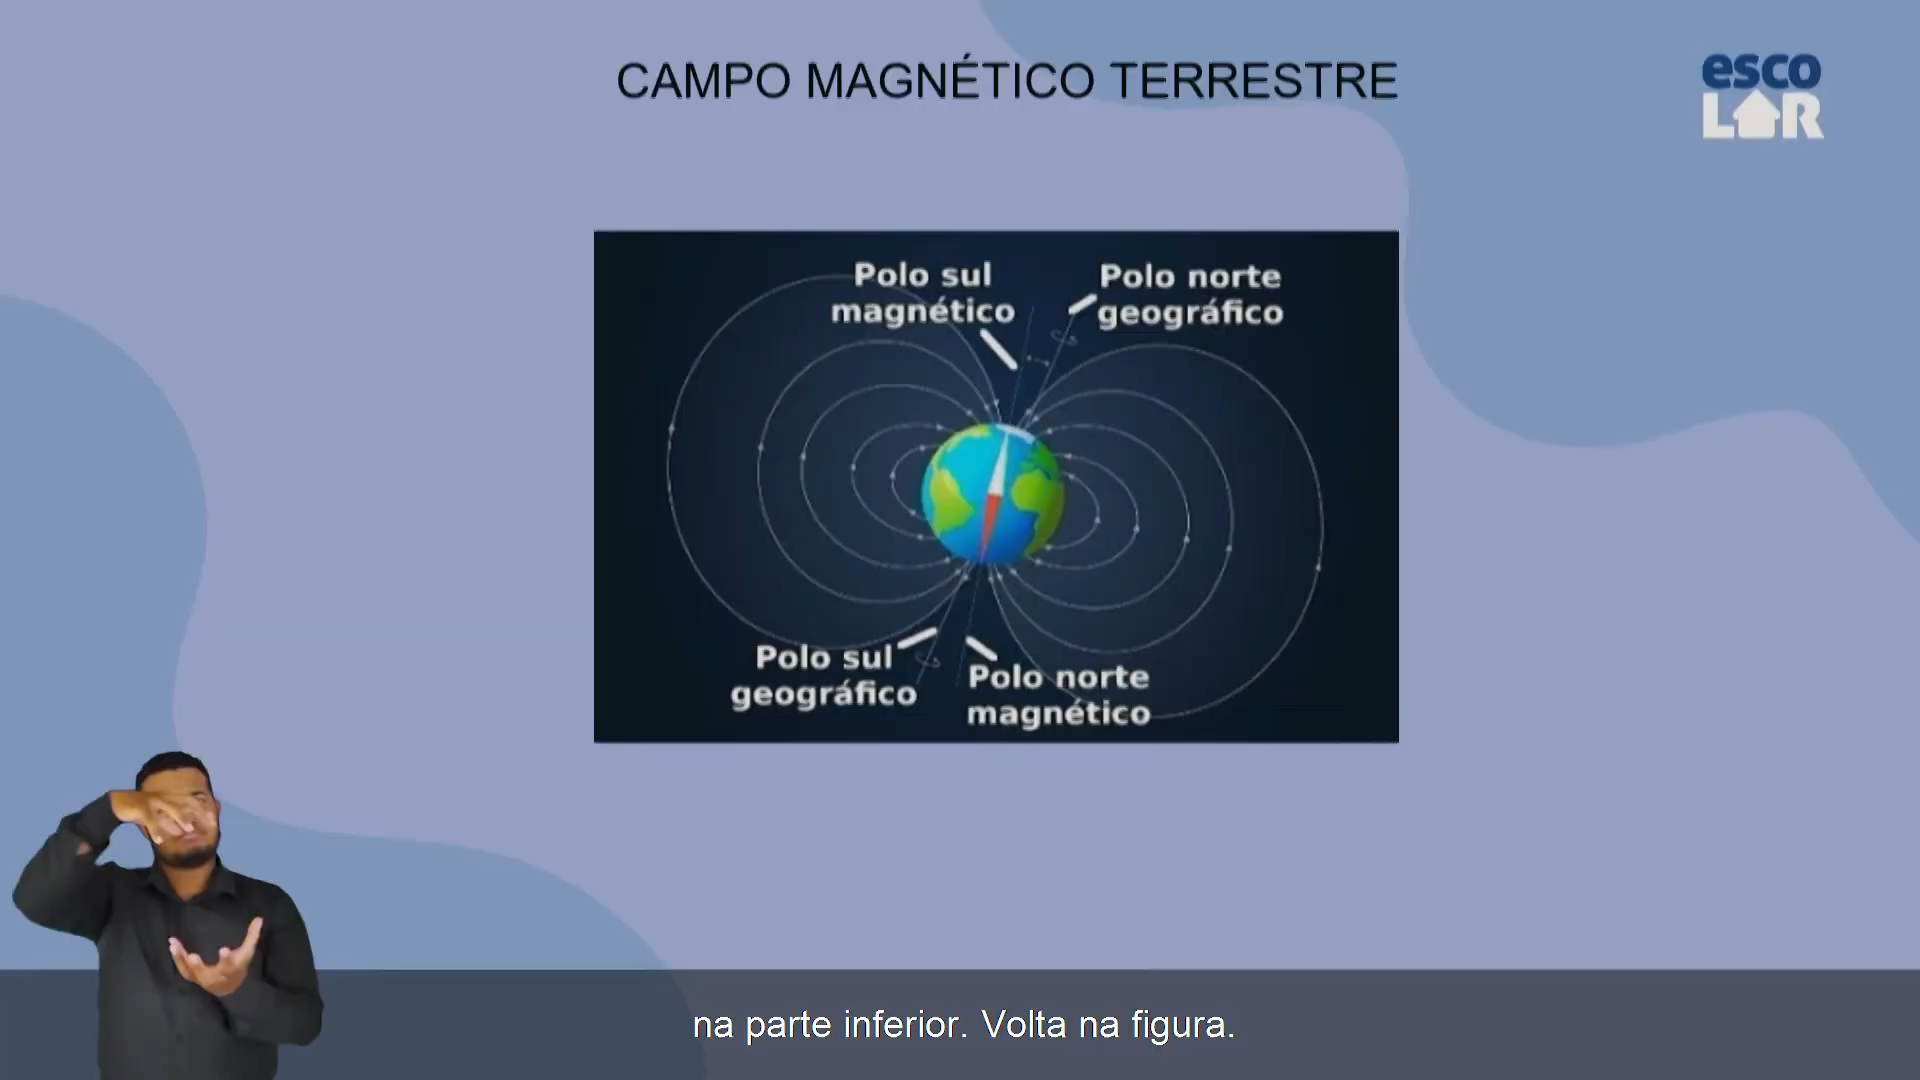 CAMPO MAGNÉTICO TERRESTRE
esco
LAR
Polo sul
magnético
Polo norte
geográfico
Polo sul
geográfico
Polo norte
magnético
na parte inferior. Volta na figura.